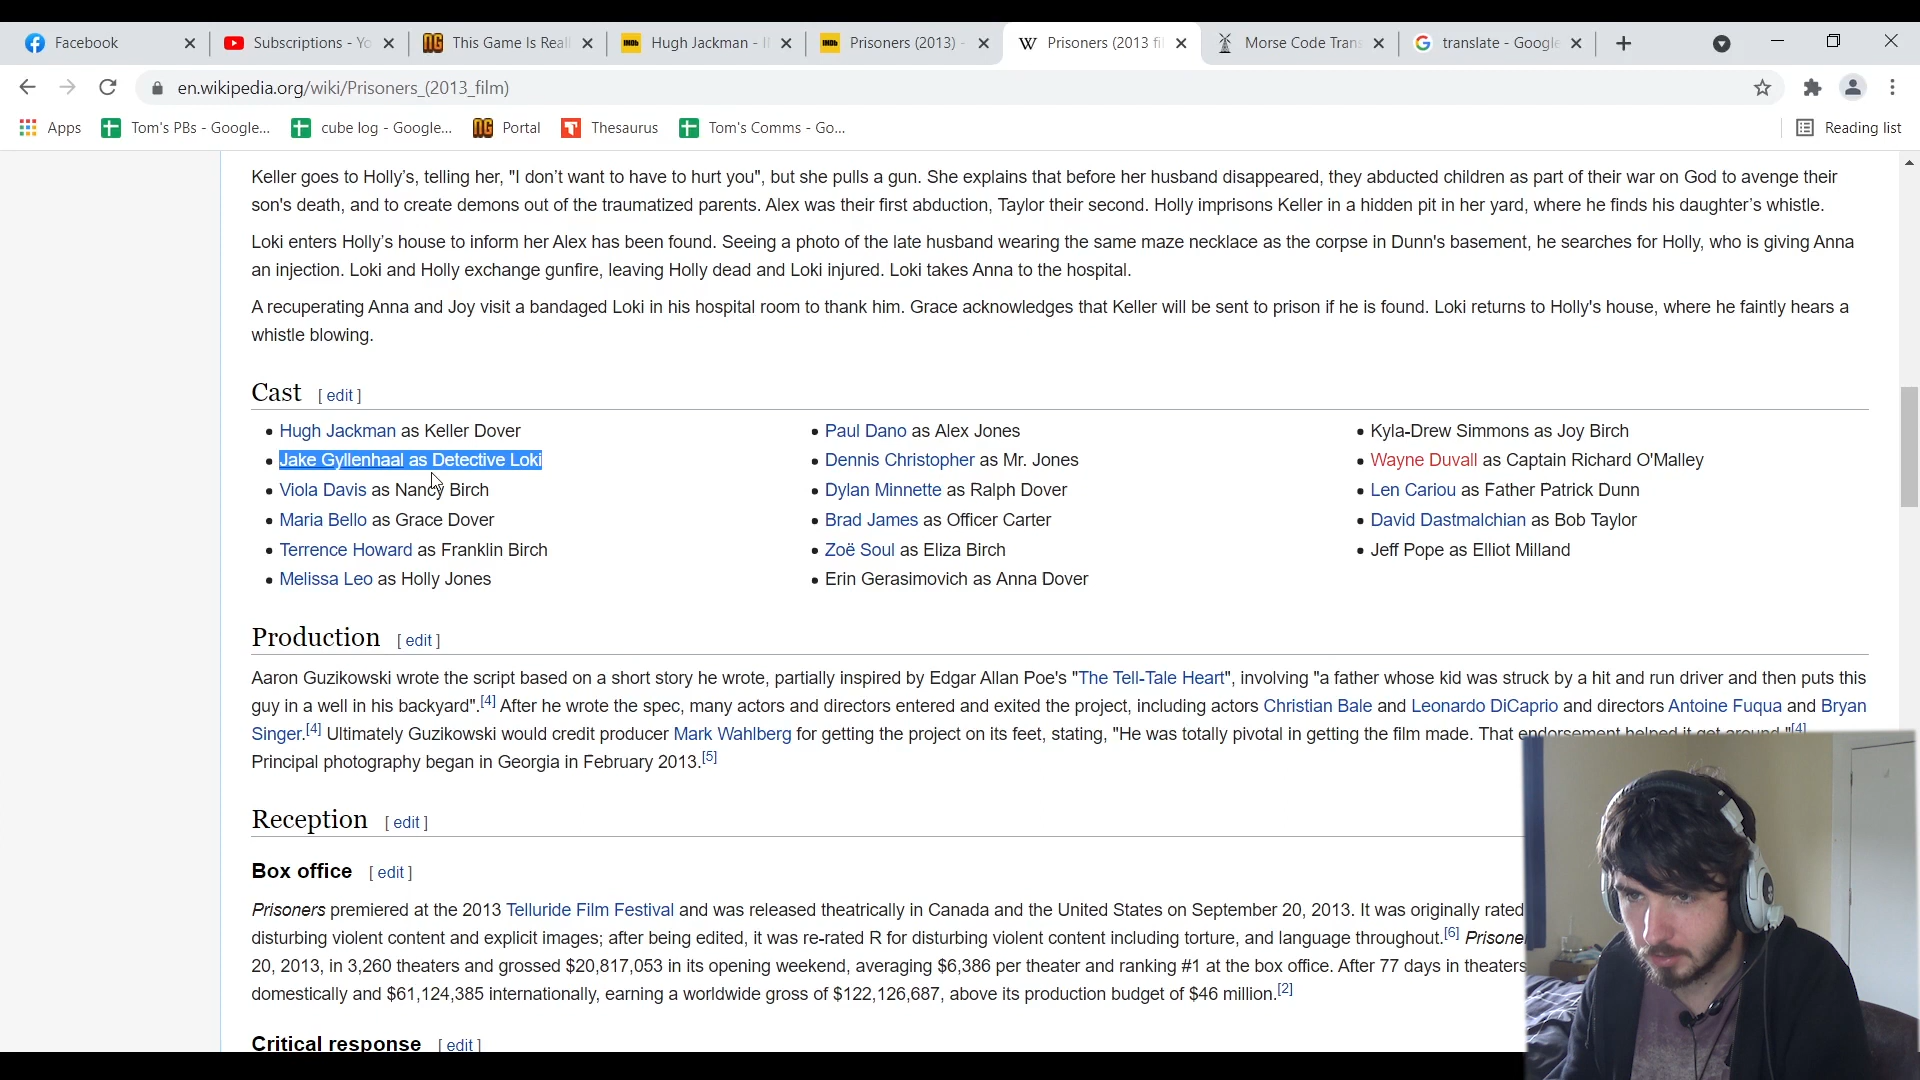 Facebook
Subscriptions - Yo
This Game Is Reall
Hugh Jackman - I
Prisoners (2013) -
Prisoners (2013 fi
Morse Code Trans
translate - Google
en.wikipedia.org/wiki/Prisoners_(2013_film)
Apps
Tom's PBs - Google...
cube log - Google...
Portal
Thesaurus
Tom's Comms - Go...
Reading list
Keller goes to Holly's, telling her, "I don't want to have to hurt you", but she pulls a gun. She explains that before her husband disappeared, they abducted children as part of their war on God to avenge their
son's death, and to create demons out of the traumatized parents. Alex was their first abduction, Taylor their second. Holly imprisons Keller in a hidden pit in her yard, where he finds his daughter's whistle.
Loki enters Holly's house to inform her Alex has been found. Seeing a photo of the late husband wearing the same maze necklace as the corpse in Dunn's basement, he searches for Holly, who is giving Anna
an injection. Loki and Holly exchange gunfire, leaving Holly dead and Loki injured. Loki takes Anna to the hospital.
A recuperating Anna and Joy visit a bandaged Loki in his hospital room to thank him. Grace acknowledges that Keller will be sent to prison if he is found. Loki returns to Holly's house, where he faintly hears a
whistle blowing.
Cast [ edit ]
Hugh Jackman as Keller Dover
Jake Gyllenhaal as Detective Loki
Viola Davis as Nancy Birch
Maria Bello as Grace Dover
Terrence Howard as Franklin Birch
Melissa Leo as Holly Jones
Paul Dano as Alex Jones
Dennis Christopher as Mr. Jones
Dylan Minnette as Ralph Dover
Brad James as Officer Carter
Zoë Soul as Eliza Birch
Erin Gerasimovich as Anna Dover
Kyla-Drew Simmons as Joy Birch
Wayne Duvall as Captain Richard O'Malley
Len Cariou as Father Patrick Dunn
David Dastmalchian as Bob Taylor
Jeff Pope as Elliot Milland
Production [ edit ]
Aaron Guzikowski wrote the script based on a short story he wrote, partially inspired by Edgar Allan Poe's "The Tell-Tale Heart", involving "a father whose kid was struck by a hit and run driver and then puts this
guy in a well in his backyard".[4] After he wrote the spec, many actors and directors entered and exited the project, including actors Christian Bale and Leonardo DiCaprio and directors Antoine Fuqua and Bryan
Singer.[4] Ultimately Guzikowski would credit producer Mark Wahlberg for getting the project on its feet, stating, "He was totally pivotal in getting the film made. That endorsement helped it get around."[4]
Principal photography began in Georgia in February 2013.[5]
Reception [ edit ]
Box office [ edit ]
Prisoners premiered at the 2013 Telluride Film Festival and was released theatrically in Canada and the United States on September 20, 2013. It was originally rated
disturbing violent content and explicit images; after being edited, it was re-rated R for disturbing violent content including torture, and language throughout.[6] Prisone
20, 2013, in 3,260 theaters and grossed $20,817,053 in its opening weekend, averaging $6,386 per theater and ranking #1 at the box office. After 77 days in theaters
domestically and $61,124,385 internationally, earning a worldwide gross of $122,126,687, above its production budget of $46 million.[2]
Critical response [ edit ]